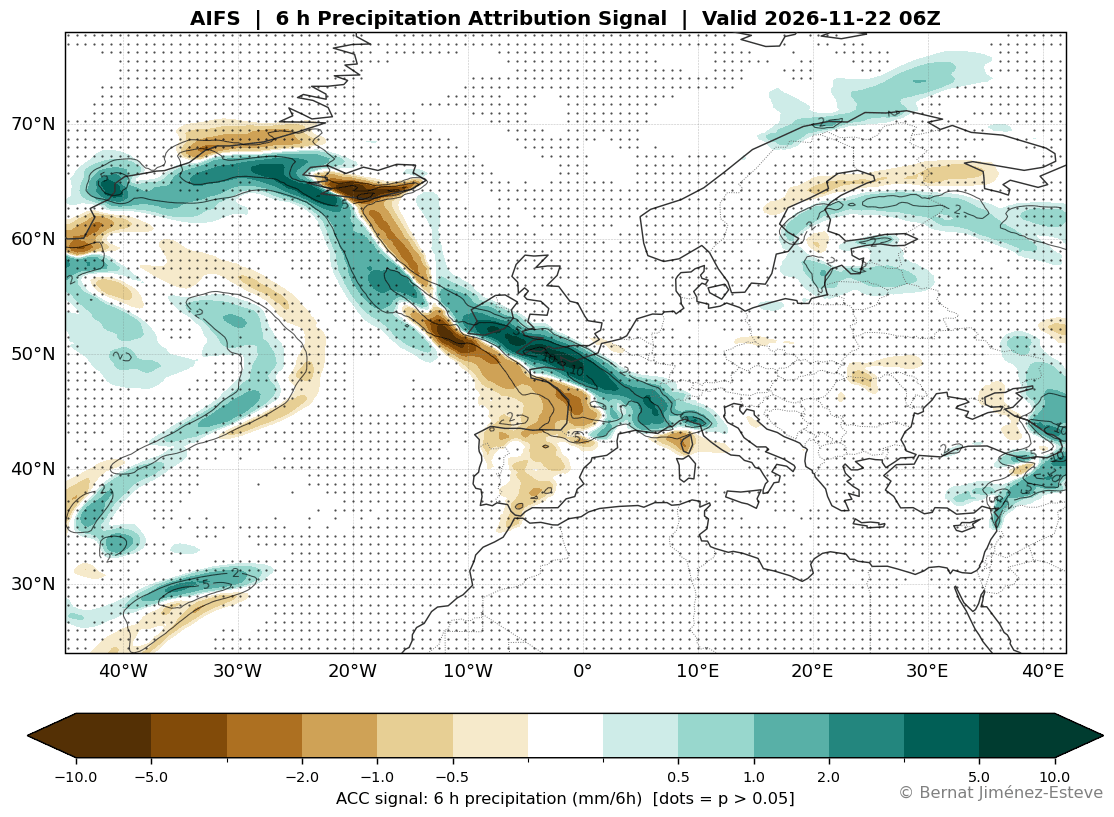 AIFS | 6 h Precipitation Attribution Signal | Valid 2026-11-22 06Z
70°N
60°N
50°N
40°N
30°N
40°W 30°W 20°W 10°W 0° 10°E 20°E 30°E 40°E
−10.0 −5.0 −2.0 −1.0 −0.5 0.5 1.0 2.0 5.0 10.0
ACC signal: 6 h precipitation (mm/6h) [dots = p > 0.05]
© Bernat Jiménez-Esteve